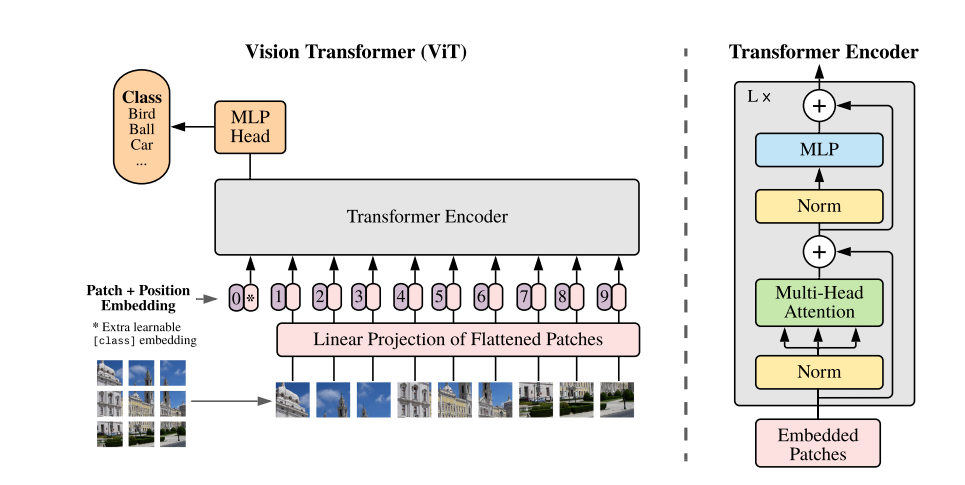 Vision Transformer (ViT)
Class
Bird
Ball
Car
...
MLP
Head
Transformer Encoder
Patch + Position
Embedding
0 * 1 2 3 4 5 6 7 8 9
* Extra learnable
[class] embedding
Linear Projection of Flattened Patches
Transformer Encoder
L ×
+
MLP
Norm
+
Multi-Head
Attention
Norm
Embedded
Patches